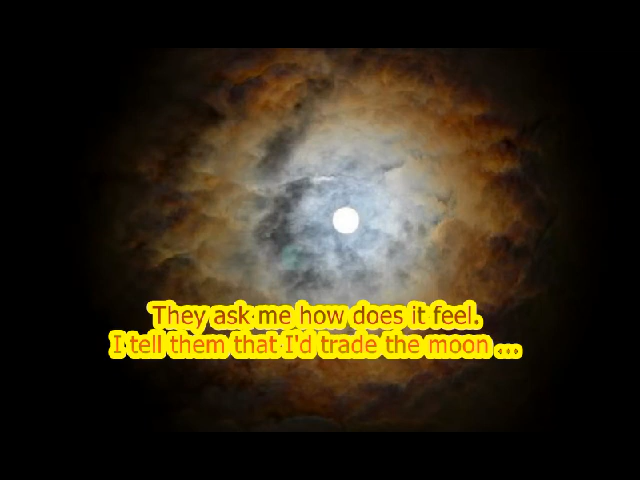 They ask me how does it feel.
I tell them that I'd trade the moon ...